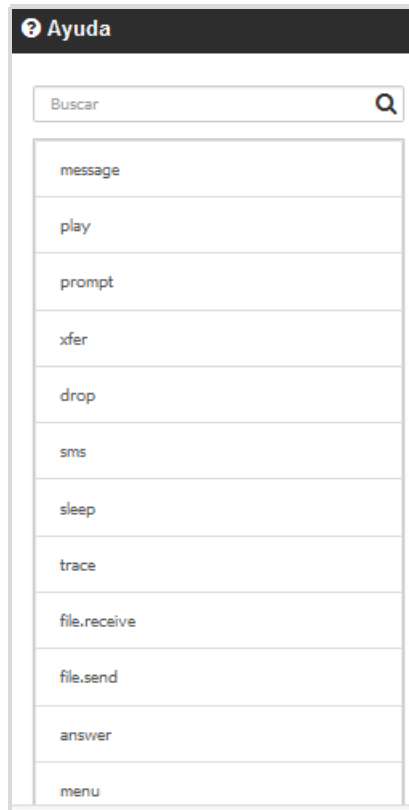 Ayuda
Buscar
message
play
prompt
xfer
drop
sms
sleep
trace
file.receive
file.send
answer
menu